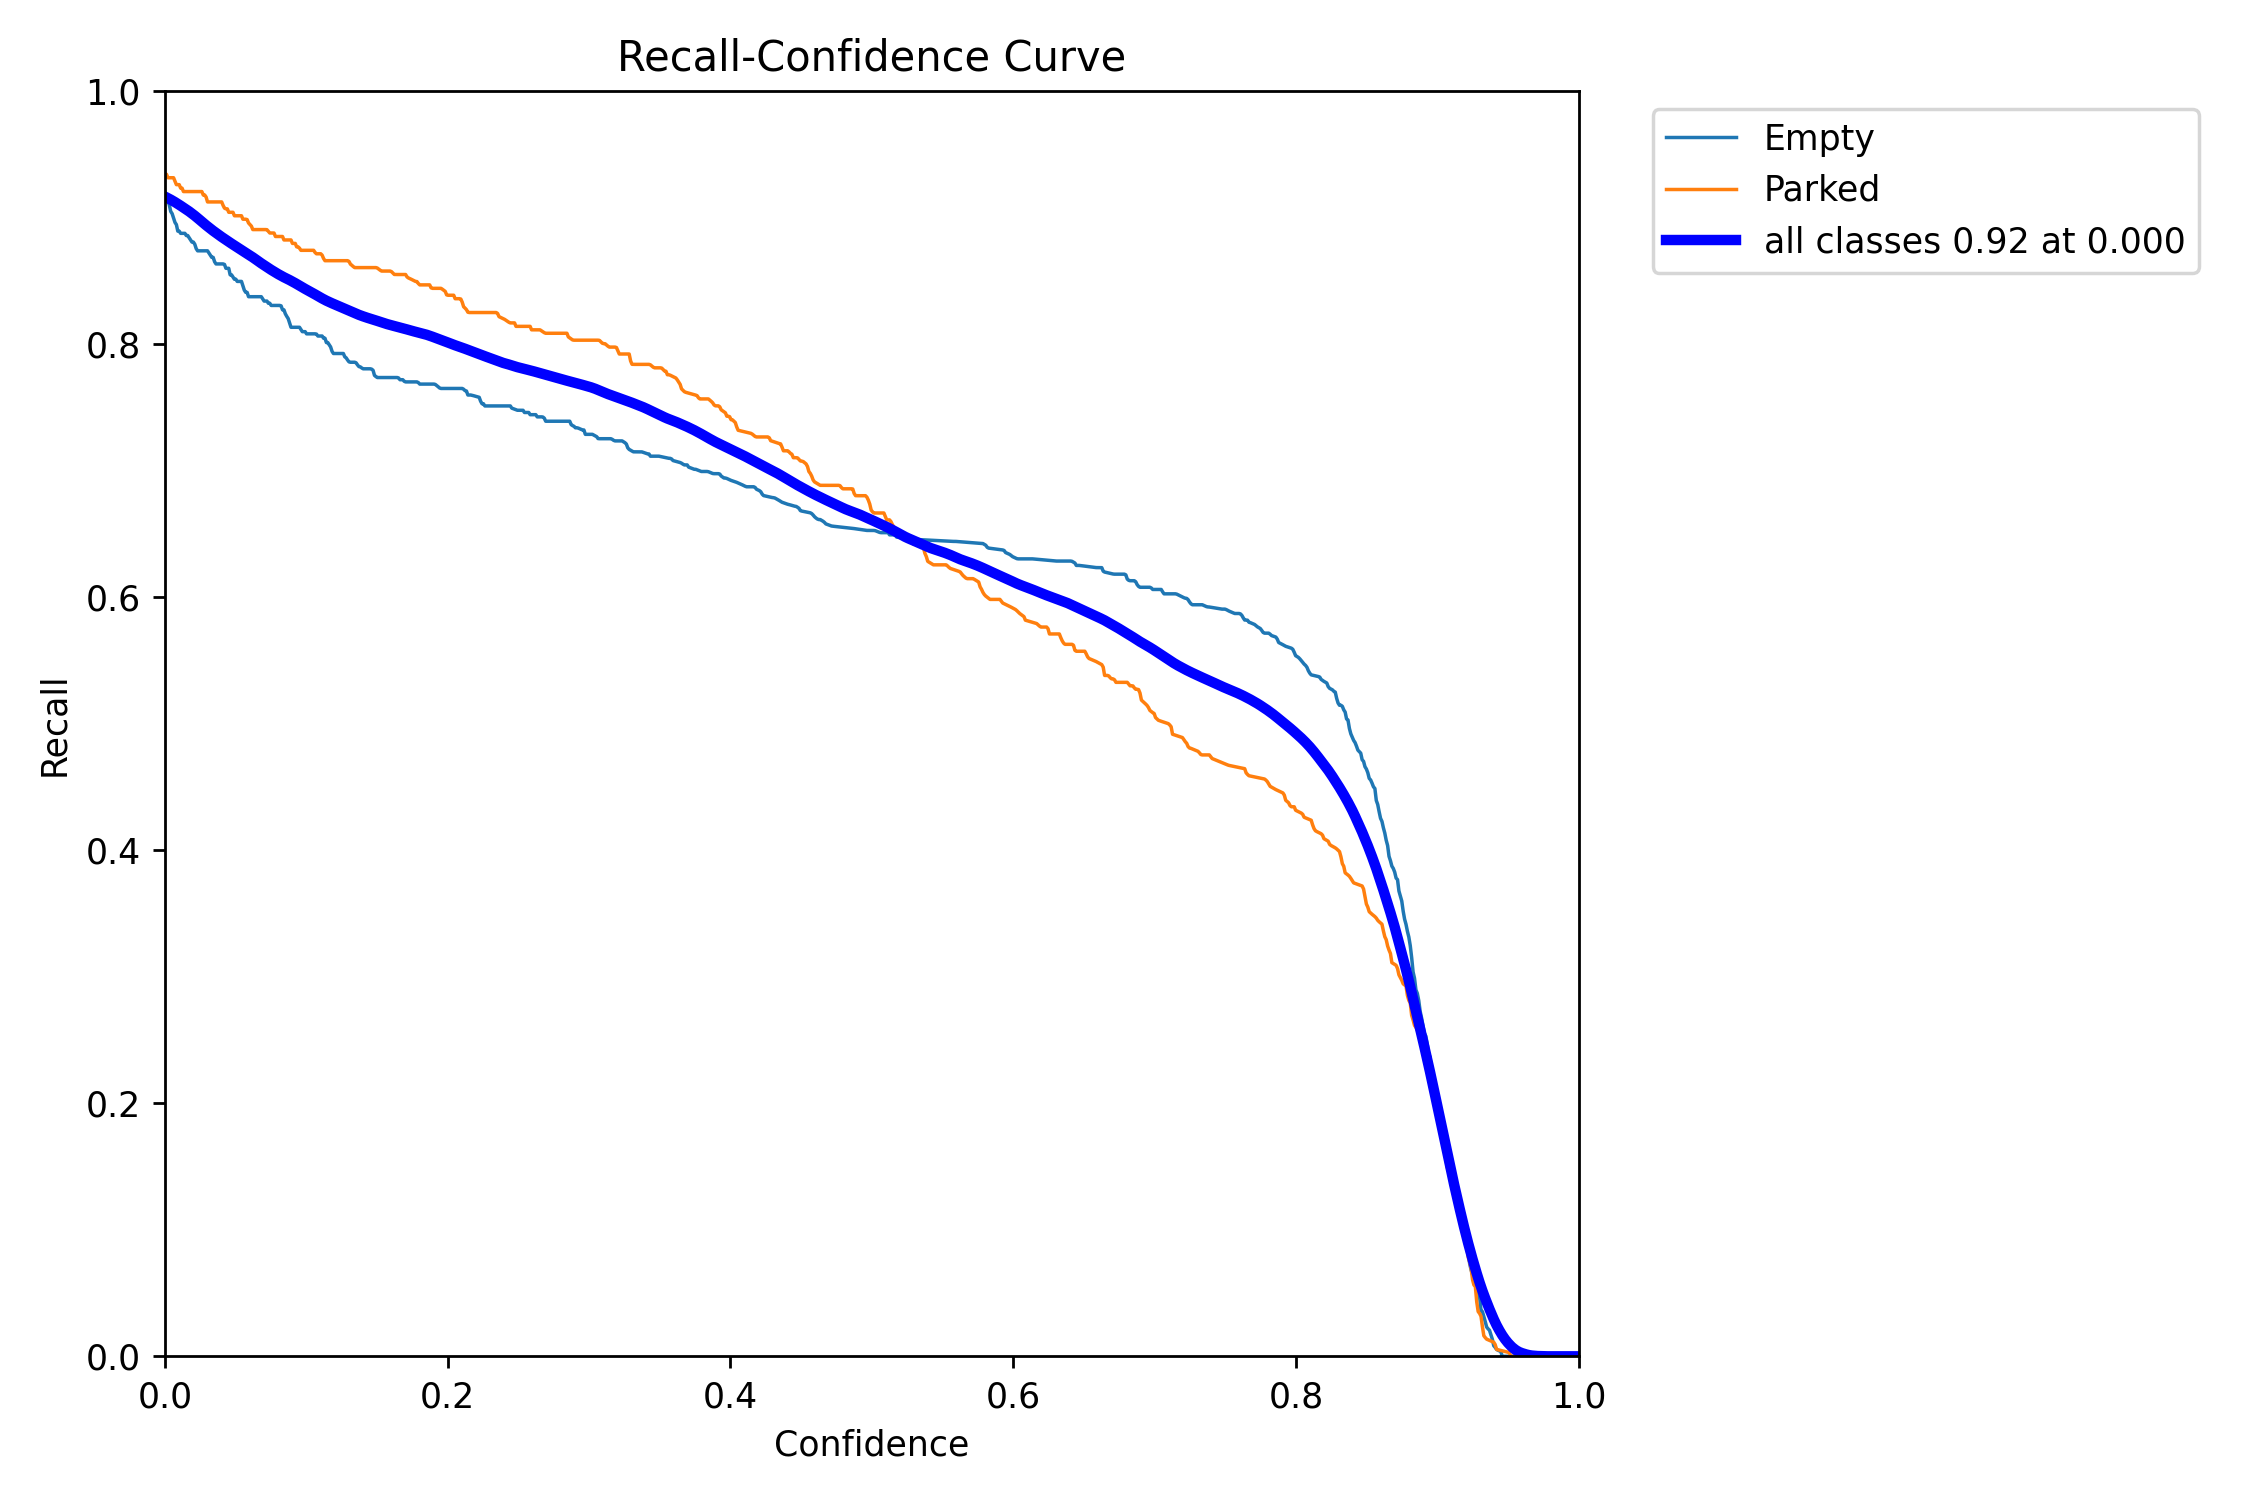 Recall-Confidence Curve
1.0
0.8
0.6
0.4
0.2
0.0
Recall
0.0 0.2 0.4 0.6 0.8 1.0
Confidence
Empty
Parked
all classes 0.92 at 0.000